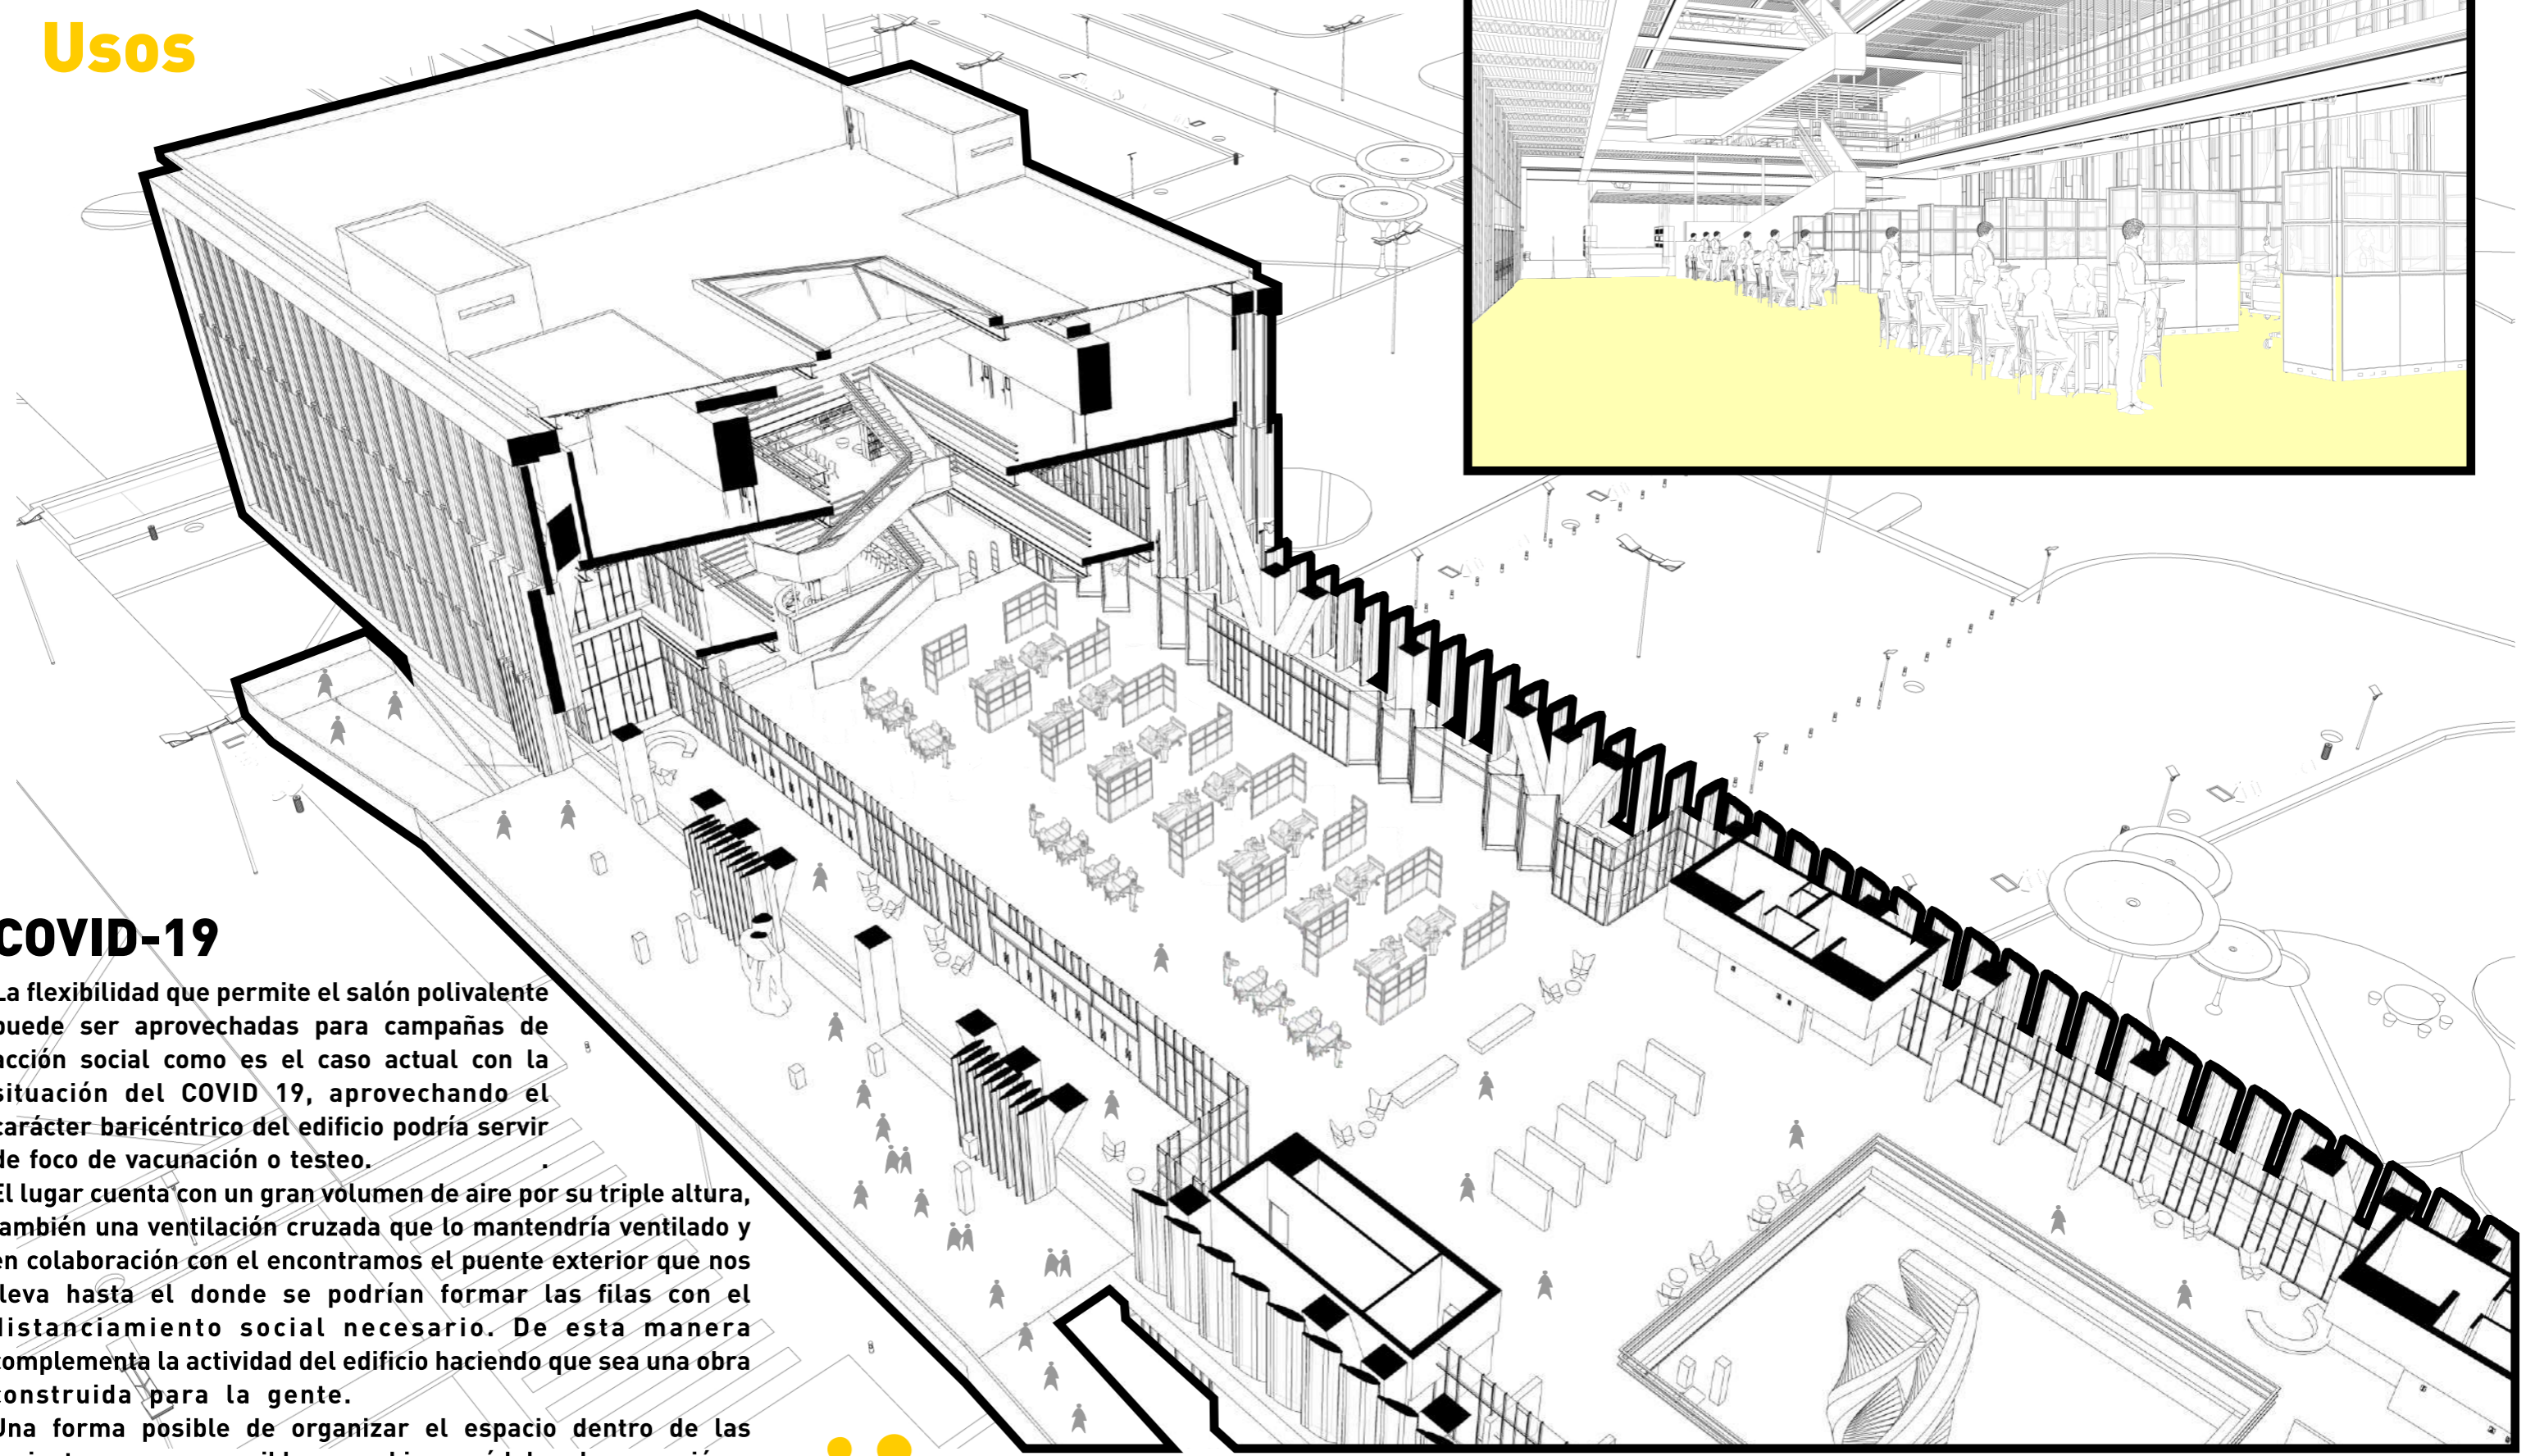 Usos
COVID-19
La flexibilidad que permite el salón polivalente
puede ser aprovechadas para campañas de
acción social como es el caso actual con la
situación del COVID 19, aprovechando el
carácter baricéntrico del edificio podría servir
de foco de vacunación o testeo. .
El lugar cuenta con un gran volumen de aire por su triple altura,
también una ventilación cruzada que lo mantendría ventilado y
en colaboración con el encontramos el puente exterior que nos
lleva hasta el donde se podrían formar las filas con el
distanciamiento social necesario. De esta manera
complementa la actividad del edificio haciendo que sea una obra
construida para la gente.
Una forma posible de organizar el espacio dentro de las